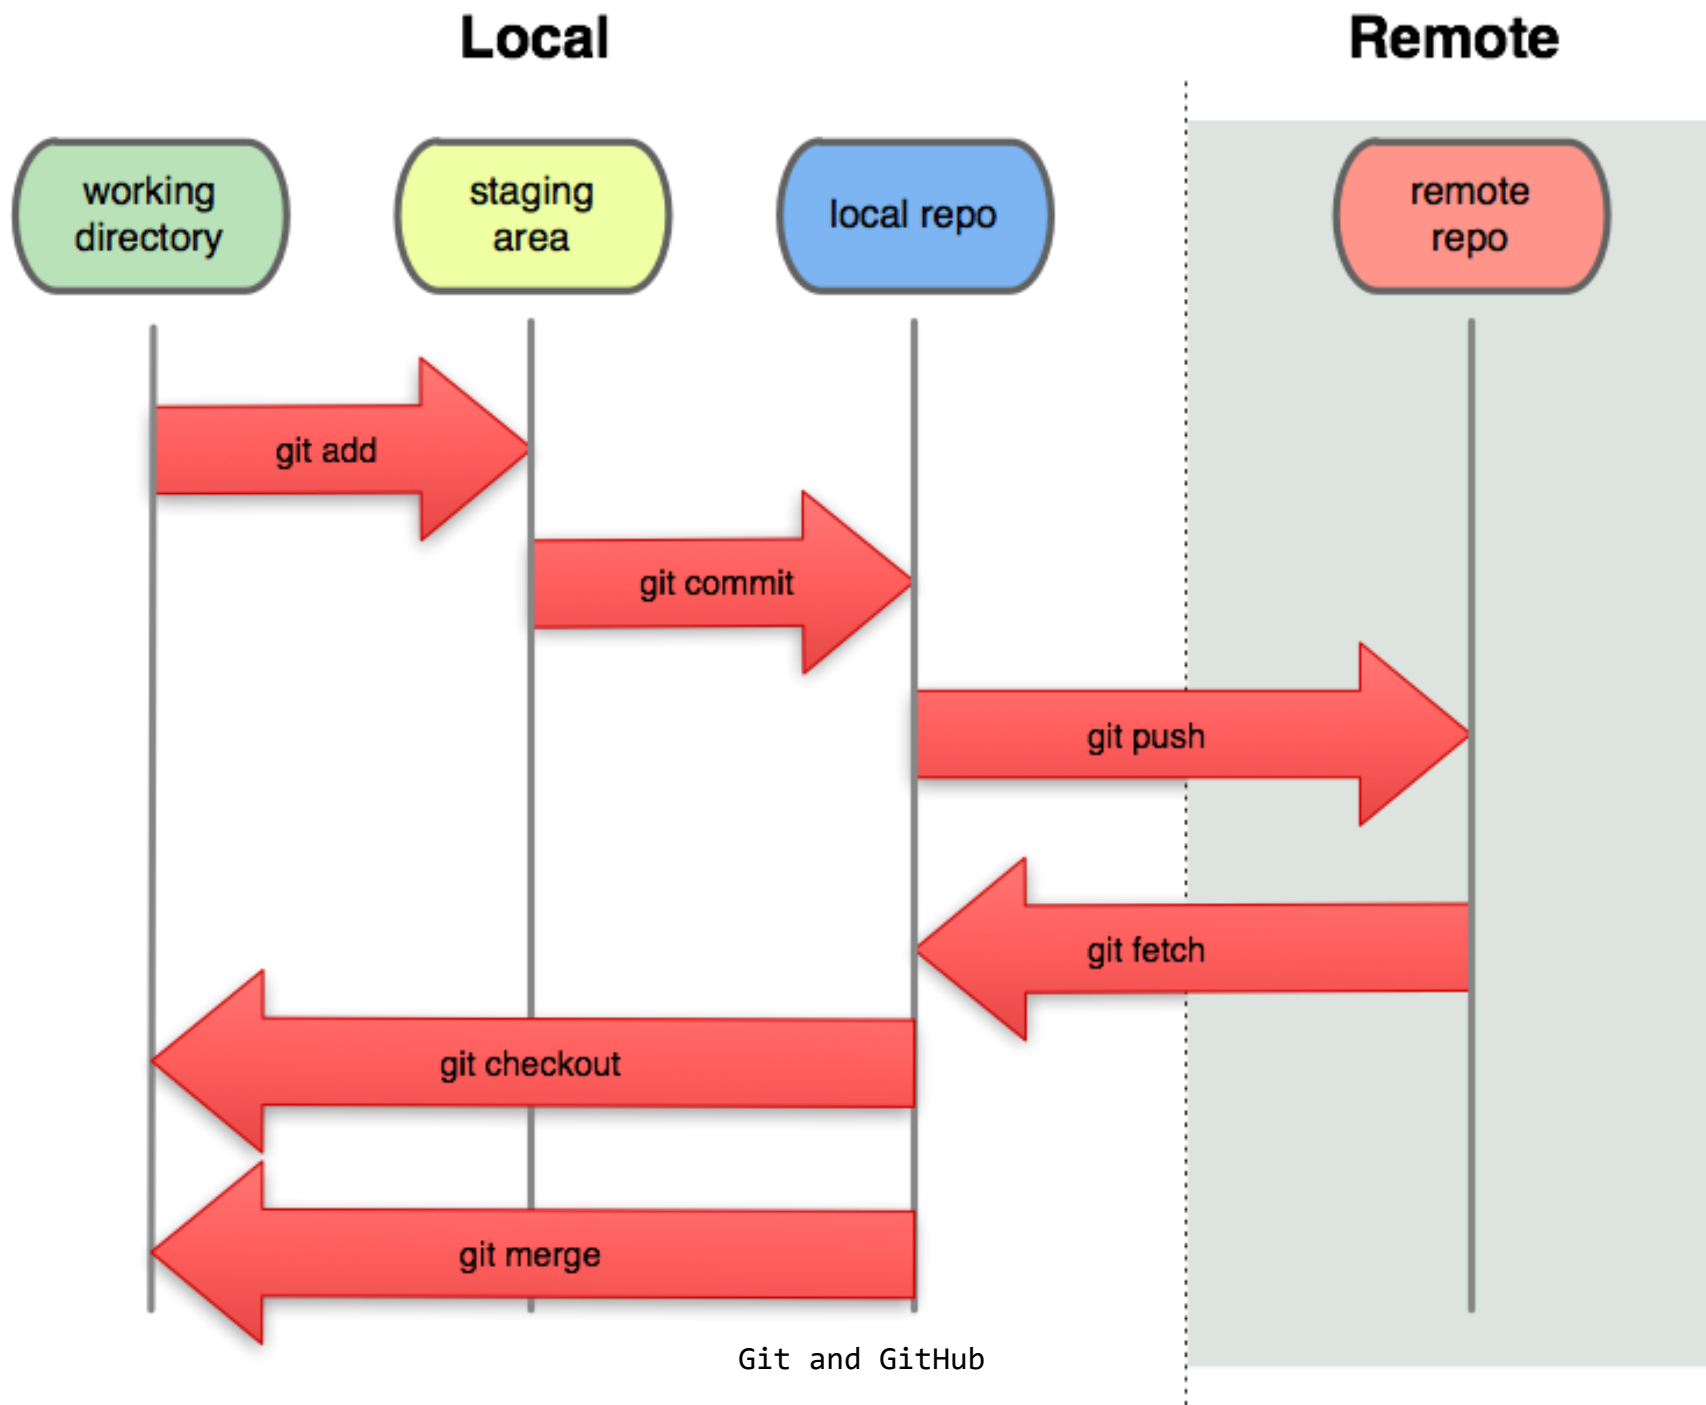 Local
Remote
working
directory
staging
area
local repo
remote
repo
git add
git commit
git push
git fetch
git checkout
git merge
Git and GitHub